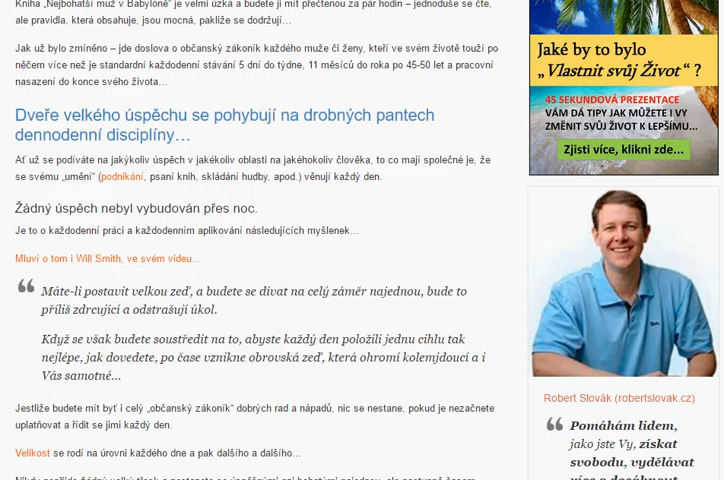 Kniha „Nejbohatší muž v Babylóně“ je velmi úzká a budete ji mít přečtenou za pár hodin – jednoduše se čte,
ale pravidla, která obsahuje, jsou mocná, pakliže se dodržují…
Jak už bylo zmíněno – jde doslova o občanský zákoník každého muže či ženy, kteří ve svém životě touží po
něčem více než je standardní každodenní stávání 5 dní do týdne, 11 měsíců do roka po 45-50 let a pracovní
nasazení do konce svého života…
Dveře velkého úspěchu se pohybují na drobných pantech
dennodenní disciplíny…
Ať už se podíváte na jakýkoliv úspěch v jakékoliv oblasti na jakéhokoliv člověka, to co mají společné je, že
se svému „umění“ (podnikání, psaní knih, skládání hudby, apod.) věnují každý den.
Žádný úspěch nebyl vybudován přes noc.
Je to o každodenní práci a každodenním aplikování následujících myšlenek…
Mluví o tom i Will Smith, ve svém videu…
“ Máte-li postavit velkou zeď, a budete se dívat na celý záměr najednou, bude to
příliš zdrcující a odstrašují úkol.
Když se však budete soustředit na to, abyste každý den položili jednu cihlu tak
nejlépe, jak dovedete, po čase vznikne obrovská zeď, která ohromí kolemjdoucí a i
Vás samotné…
Jestliže budete mít byť i celý „občanský zákoník“ dobrých rad a nápadů, nic se nestane, pokud je nezačnete
uplatňovat a řídit se jimi každý den.
Velikost se rodí na úrovni každého dne a pak dalšího a dalšího…
Jaké by to bylo
„Vlastnit svůj Život“ ?
45 SEKUNDOVÁ PREZENTACE
VÁM DÁ TIPY JAK MŮŽETE I VY
ZMĚNIT SVŮJ ŽIVOT K LEPŠÍMU...
Zjisti více, klikni zde...
Robert Slovák (robertslovak.cz)
“ Pomáhám lidem,
jako jste Vy, získat
svobodu, vydělávat